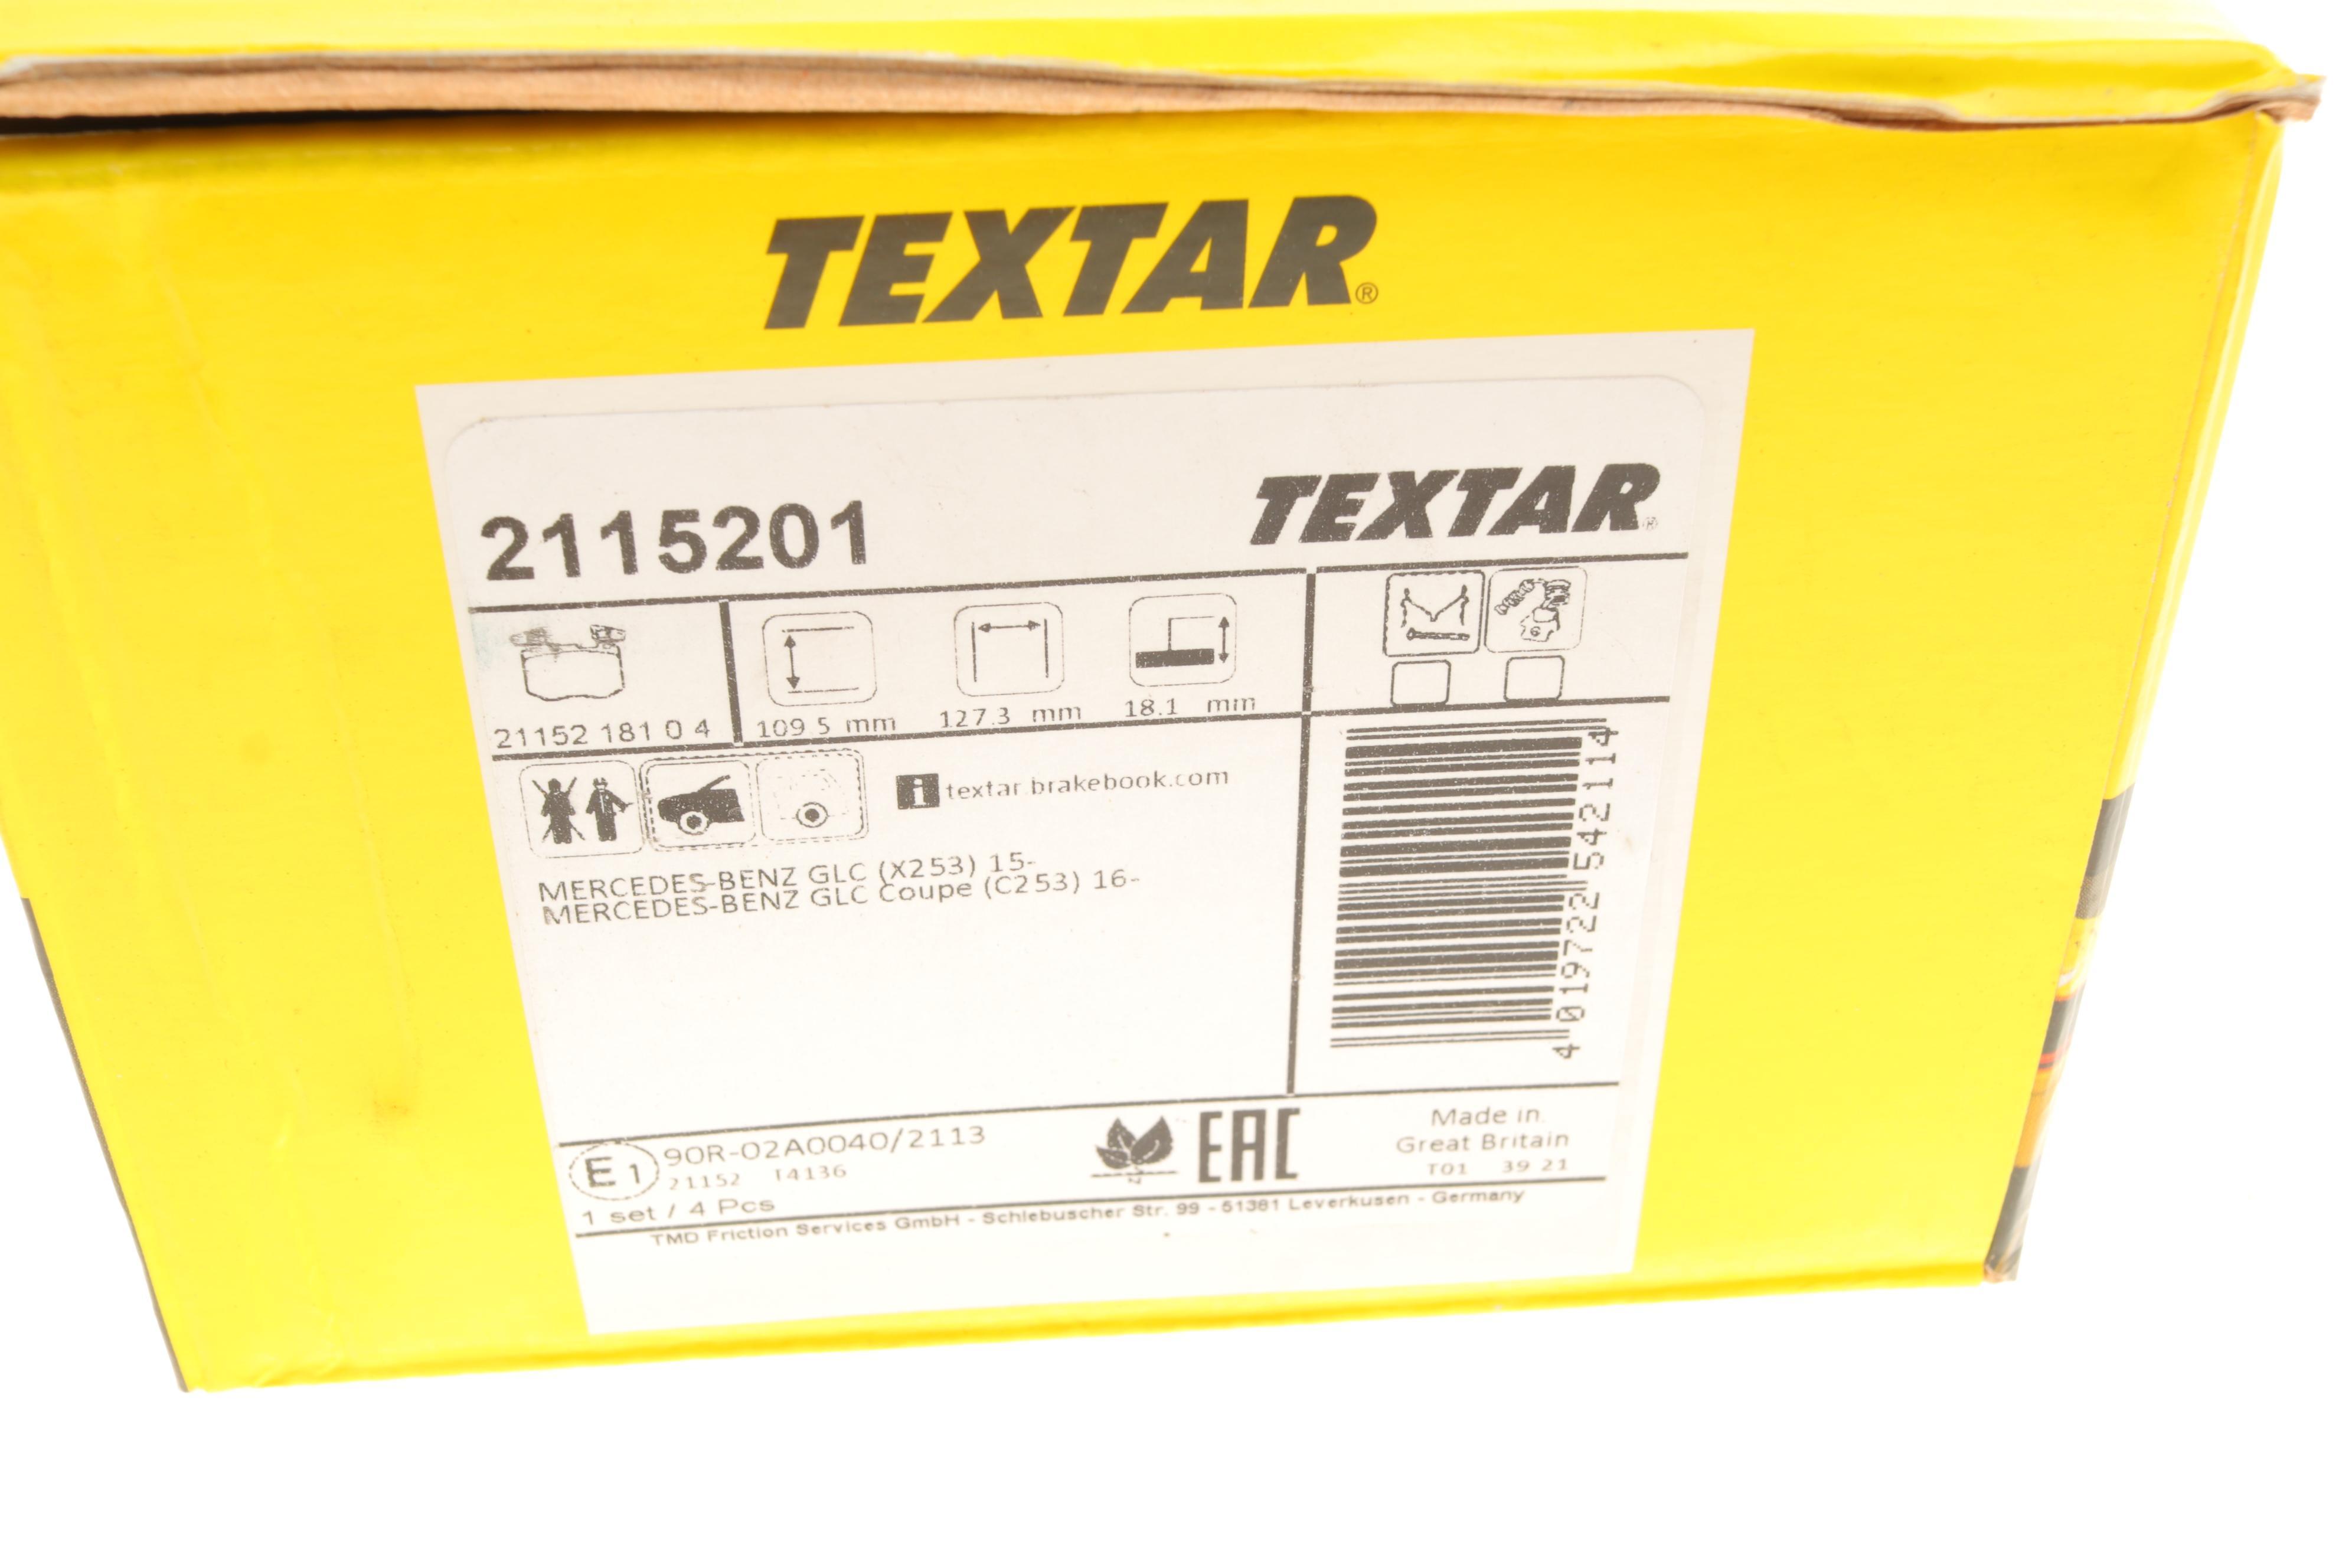 TEXTAR®
2115201
TEXTAR®
21152 181 0 4
109.5 mm
127.3 mm
18.1 mm
i textar.brakebook.com
MERCEDES-BENZ GLC (X253) 15-
MERCEDES-BENZ GLC Coupe (C253) 16-
4 019722 542114
E1
90R-02A0040/2113
21152 T4136
EAC
Made in
Great Britain
T01 39 21
1 set / 4 Pcs
TMD Friction Services GmbH - Schlebuscher Str. 99 - 51381 Leverkusen - Germany